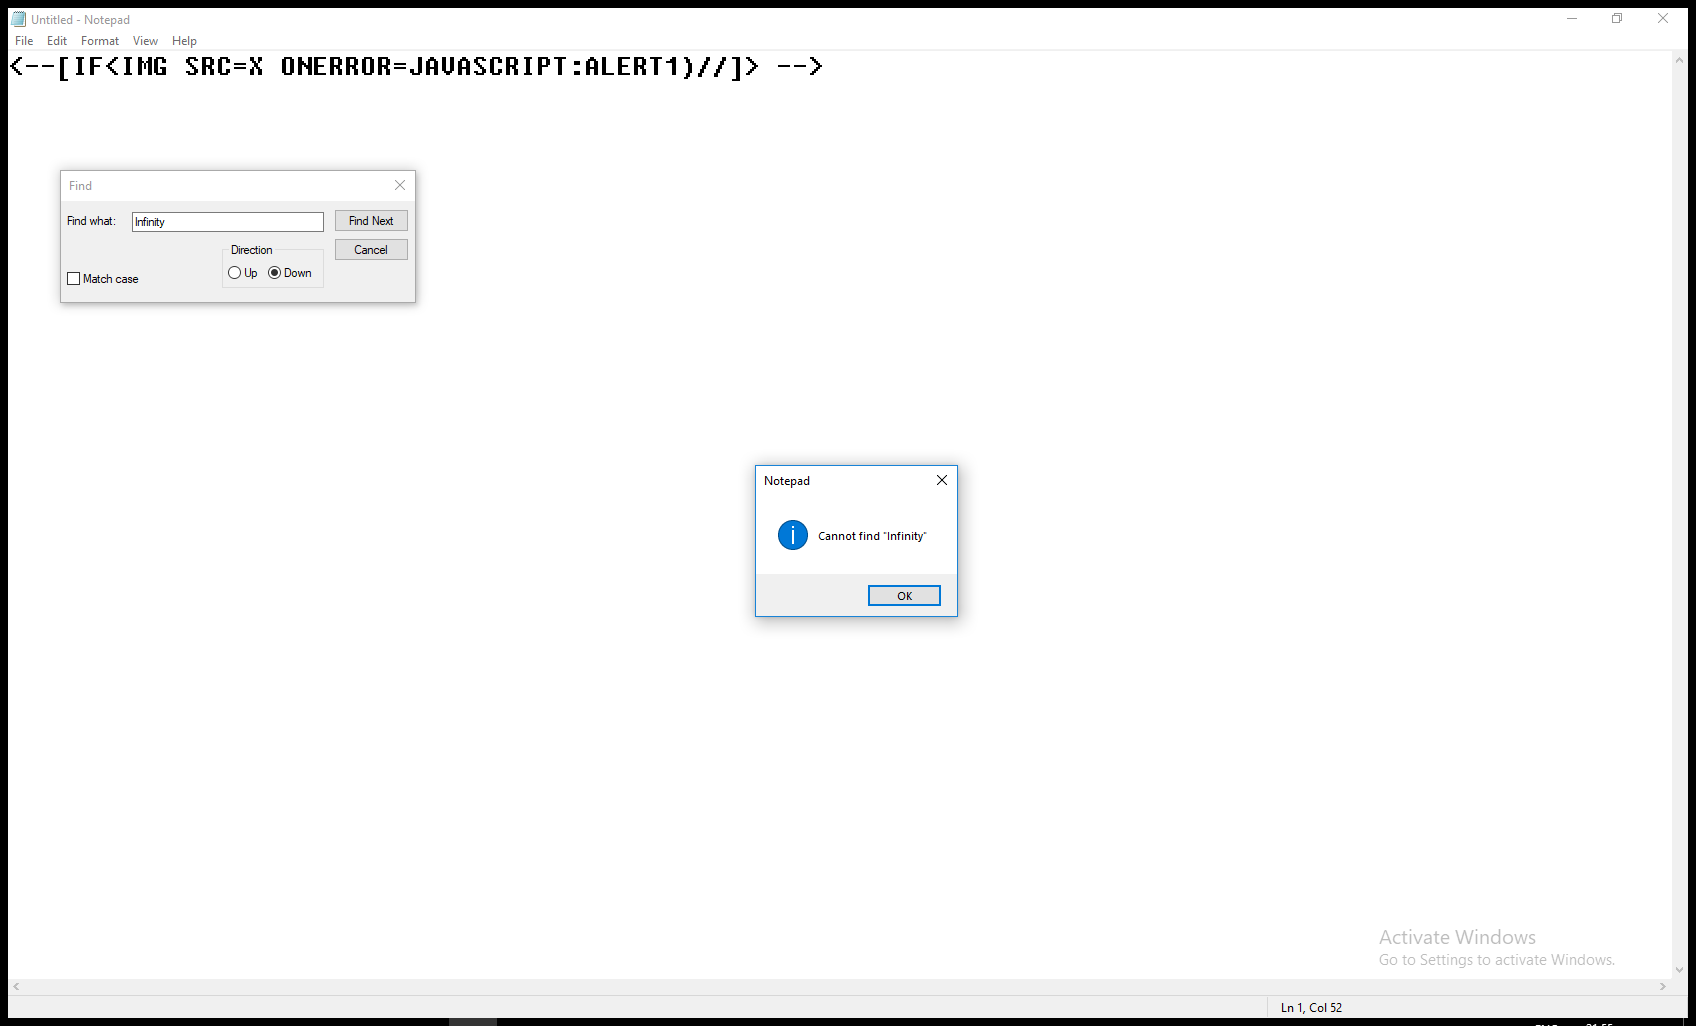 Untitled - Notepad
File Edit Format View Help
<--[IF<IMG SRC=X ONERROR=JAVASCRIPT:ALERT1)//]> -->
Find
Find what: Infinity Find Next
Direction Cancel
Up Down
Match case
Notepad
Cannot find "Infinity"
OK
Activate Windows
Go to Settings to activate Windows.
Ln 1, Col 52